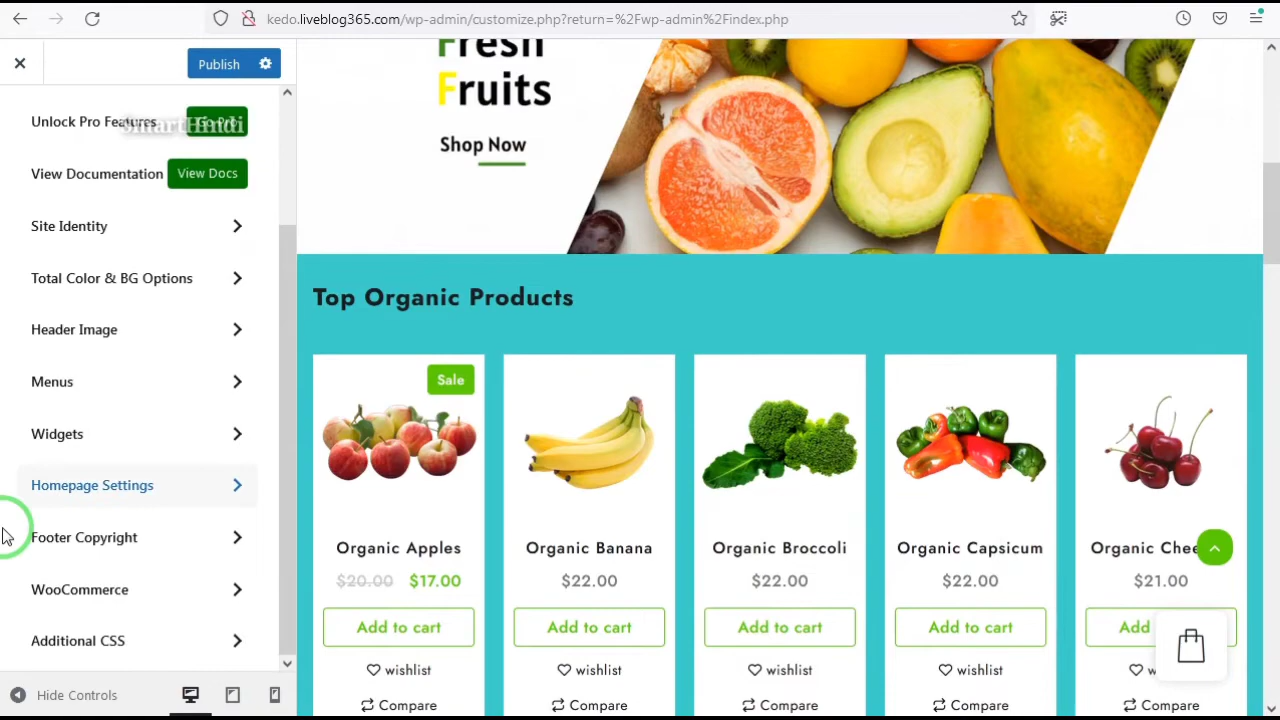 kedo.liveblog365.com/wp-admin/customize.php?return=%2Fwp-admin%2Findex.php
Publish
Unlock Pro Features
Go Pro
SmartHindi
View Documentation
View Docs
Site Identity
Total Color & BG Options
Header Image
Menus
Widgets
Homepage Settings
Footer Copyright
WooCommerce
Additional CSS
Hide Controls
Fresh
Fruits
Shop Now
Top Organic Products
Sale
Organic Apples
Organic Banana
Organic Broccoli
Organic Capsicum
Organic
$20.00 $17.00
$22.00
$22.00
$22.00
$21.00
Add to cart
Add to cart
Add to cart
Add to cart
Add
wishlist
wishlist
wishlist
wishlist
Compare
Compare
Compare
Compare
Compare